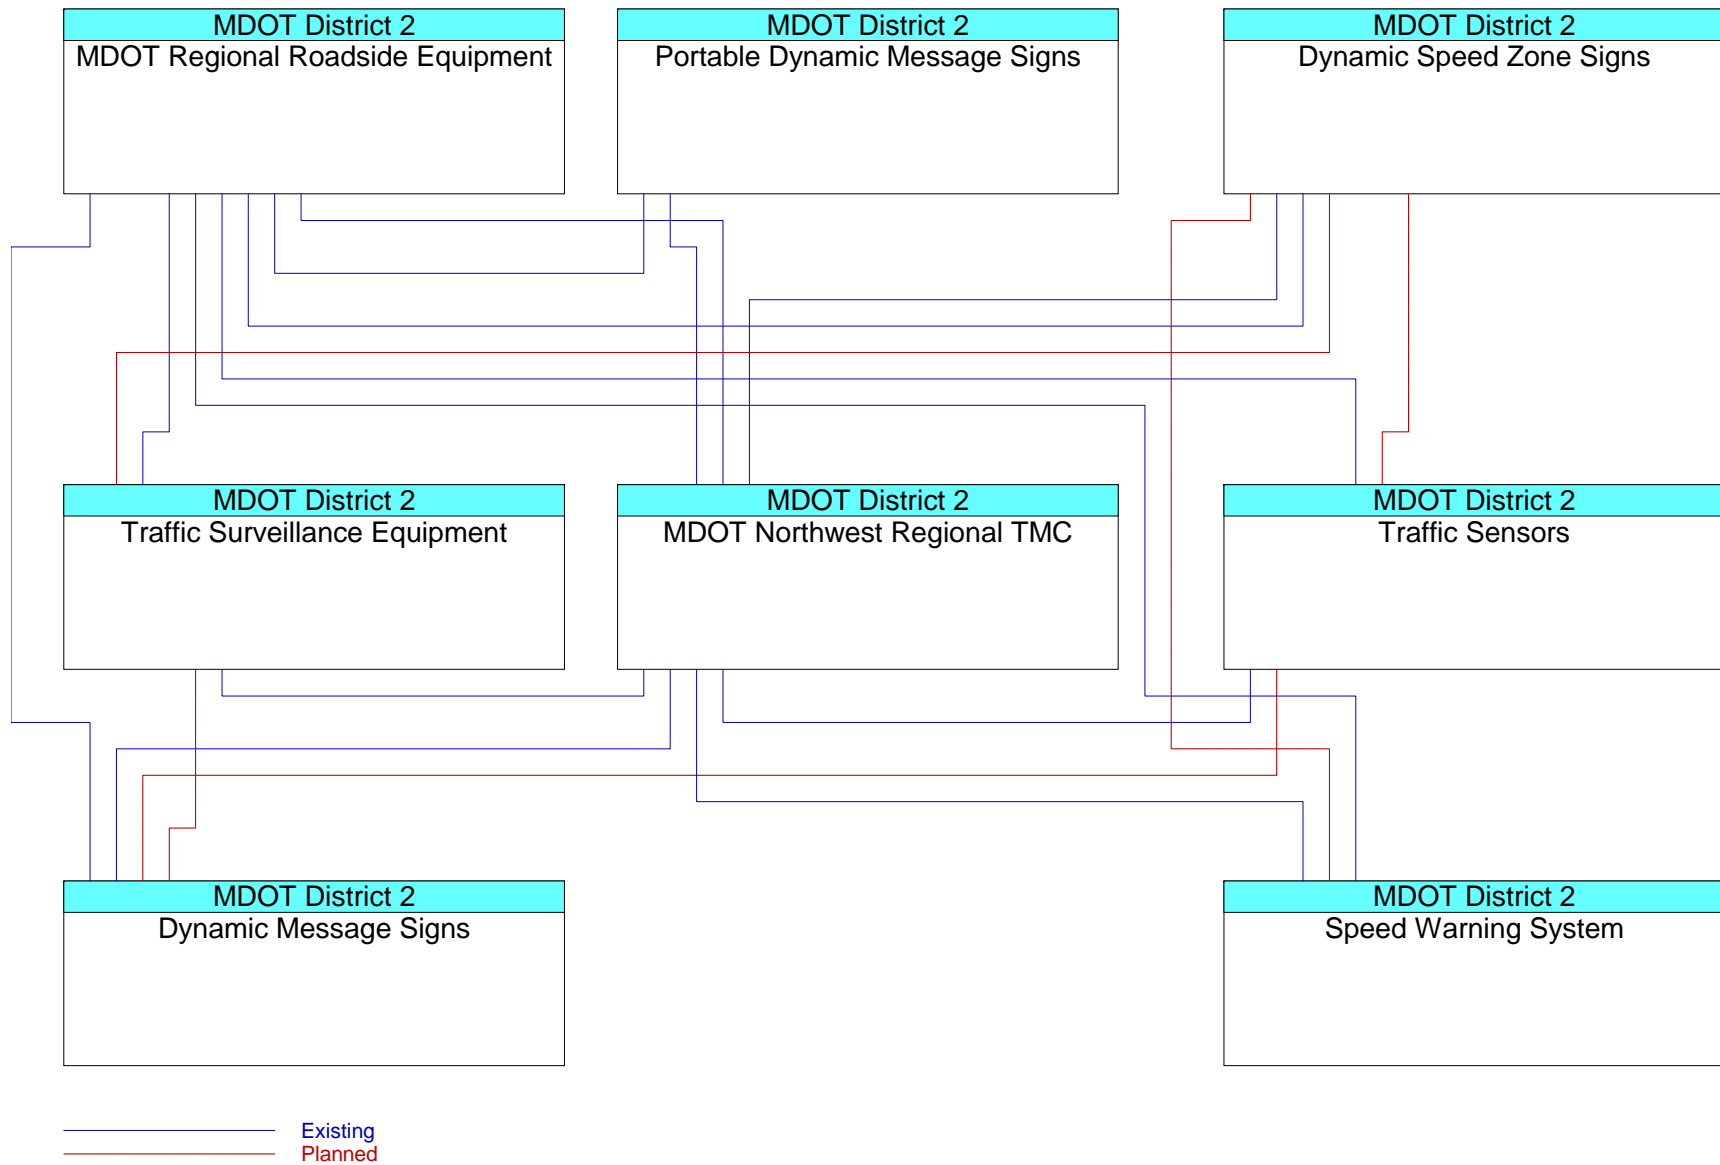 MDOT District 2
MDOT Regional Roadside Equipment
MDOT District 2
Portable Dynamic Message Signs
MDOT District 2
Dynamic Speed Zone Signs
MDOT District 2
Traffic Surveillance Equipment
MDOT District 2
MDOT Northwest Regional TMC
MDOT District 2
Traffic Sensors
MDOT District 2
Dynamic Message Signs
MDOT District 2
Speed Warning System
Existing
Planned